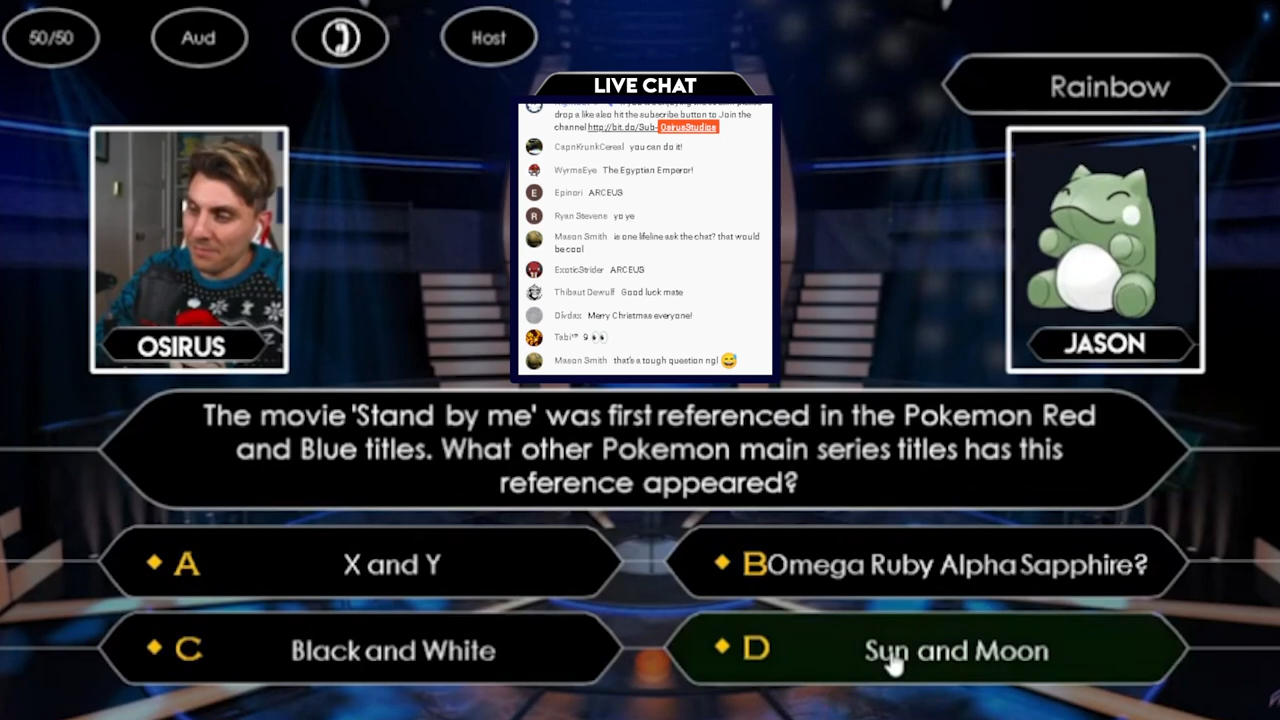 50/50
Aud
Host
LIVE CHAT
Rainbow
drop a like also hit the subscribe button to Join the
channel http://bit.do/Sub-OsirusStudios
CapnKrunkCereal you can do it!
WyrmsEye The Egyptian Emperor!
E Epinori ARCEUS
R Ryan Stevens yo ye
Mason Smith is one lifeline ask the chat? that would
be cool
ExoticStrider ARCEUS
Thibaut Dewulf Good luck mate
Divdax Merry Christmas everyone!
Tabi™ 9 👀
Mason Smith that's a tough question ngl 😅
OSIRUS
JASON
The movie 'Stand by me' was first referenced in the Pokemon Red
and Blue titles. What other Pokemon main series titles has this
reference appeared?
A X and Y
B Omega Ruby Alpha Sapphire?
C Black and White
D Sun and Moon